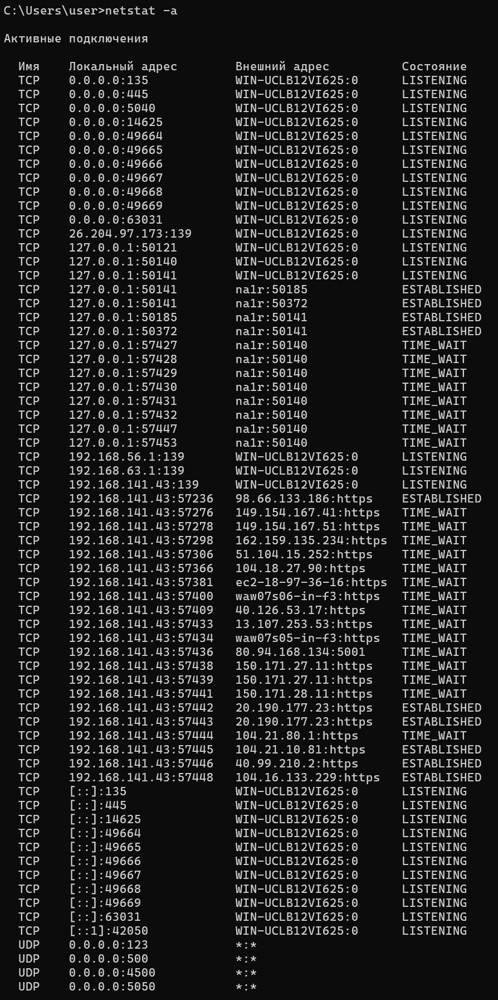 C:\Users\user>netstat -a
Активные подключения
Имя Локальный адрес Внешний адрес Состояние
TCP 0.0.0.0:135 WIN-UCLB12VI625:0 LISTENING
TCP 0.0.0.0:445 WIN-UCLB12VI625:0 LISTENING
TCP 0.0.0.0:5040 WIN-UCLB12VI625:0 LISTENING
TCP 0.0.0.0:14625 WIN-UCLB12VI625:0 LISTENING
TCP 0.0.0.0:49664 WIN-UCLB12VI625:0 LISTENING
TCP 0.0.0.0:49665 WIN-UCLB12VI625:0 LISTENING
TCP 0.0.0.0:49666 WIN-UCLB12VI625:0 LISTENING
TCP 0.0.0.0:49667 WIN-UCLB12VI625:0 LISTENING
TCP 0.0.0.0:49668 WIN-UCLB12VI625:0 LISTENING
TCP 0.0.0.0:49669 WIN-UCLB12VI625:0 LISTENING
TCP 0.0.0.0:63031 WIN-UCLB12VI625:0 LISTENING
TCP 26.204.97.173:139 WIN-UCLB12VI625:0 LISTENING
TCP 127.0.0.1:50121 WIN-UCLB12VI625:0 LISTENING
TCP 127.0.0.1:50140 WIN-UCLB12VI625:0 LISTENING
TCP 127.0.0.1:50141 WIN-UCLB12VI625:0 LISTENING
TCP 127.0.0.1:50141 na1r:50185 ESTABLISHED
TCP 127.0.0.1:50141 na1r:50372 ESTABLISHED
TCP 127.0.0.1:50185 na1r:50141 ESTABLISHED
TCP 127.0.0.1:50372 na1r:50141 ESTABLISHED
TCP 127.0.0.1:57427 na1r:50140 TIME_WAIT
TCP 127.0.0.1:57428 na1r:50140 TIME_WAIT
TCP 127.0.0.1:57429 na1r:50140 TIME_WAIT
TCP 127.0.0.1:57430 na1r:50140 TIME_WAIT
TCP 127.0.0.1:57431 na1r:50140 TIME_WAIT
TCP 127.0.0.1:57432 na1r:50140 TIME_WAIT
TCP 127.0.0.1:57447 na1r:50140 TIME_WAIT
TCP 127.0.0.1:57453 na1r:50140 TIME_WAIT
TCP 192.168.56.1:139 WIN-UCLB12VI625:0 LISTENING
TCP 192.168.63.1:139 WIN-UCLB12VI625:0 LISTENING
TCP 192.168.141.43:139 WIN-UCLB12VI625:0 LISTENING
TCP 192.168.141.43:57236 98.66.133.186:https ESTABLISHED
TCP 192.168.141.43:57276 149.154.167.41:https TIME_WAIT
TCP 192.168.141.43:57278 149.154.167.51:https TIME_WAIT
TCP 192.168.141.43:57298 162.159.135.234:https TIME_WAIT
TCP 192.168.141.43:57306 51.104.15.252:https TIME_WAIT
TCP 192.168.141.43:57366 104.18.27.90:https TIME_WAIT
TCP 192.168.141.43:57381 ec2-18-97-36-16:https TIME_WAIT
TCP 192.168.141.43:57400 waw07s06-in-f3:https TIME_WAIT
TCP 192.168.141.43:57409 40.126.53.17:https TIME_WAIT
TCP 192.168.141.43:57433 13.107.253.53:https TIME_WAIT
TCP 192.168.141.43:57434 waw07s05-in-f3:https TIME_WAIT
TCP 192.168.141.43:57436 80.94.168.134:5001 TIME_WAIT
TCP 192.168.141.43:57438 150.171.27.11:https TIME_WAIT
TCP 192.168.141.43:57439 150.171.27.11:https TIME_WAIT
TCP 192.168.141.43:57441 150.171.28.11:https TIME_WAIT
TCP 192.168.141.43:57442 20.190.177.23:https ESTABLISHED
TCP 192.168.141.43:57443 20.190.177.23:https ESTABLISHED
TCP 192.168.141.43:57444 104.21.80.1:https TIME_WAIT
TCP 192.168.141.43:57445 104.21.10.81:https ESTABLISHED
TCP 192.168.141.43:57446 40.99.210.2:https ESTABLISHED
TCP 192.168.141.43:57448 104.16.133.229:https ESTABLISHED
TCP [::]:135 WIN-UCLB12VI625:0 LISTENING
TCP [::]:445 WIN-UCLB12VI625:0 LISTENING
TCP [::]:14625 WIN-UCLB12VI625:0 LISTENING
TCP [::]:49664 WIN-UCLB12VI625:0 LISTENING
TCP [::]:49665 WIN-UCLB12VI625:0 LISTENING
TCP [::]:49666 WIN-UCLB12VI625:0 LISTENING
TCP [::]:49667 WIN-UCLB12VI625:0 LISTENING
TCP [::]:49668 WIN-UCLB12VI625:0 LISTENING
TCP [::]:49669 WIN-UCLB12VI625:0 LISTENING
TCP [::]:63031 WIN-UCLB12VI625:0 LISTENING
TCP [::1]:42050 WIN-UCLB12VI625:0 LISTENING
UDP 0.0.0.0:123 *:*
UDP 0.0.0.0:500 *:*
UDP 0.0.0.0:4500 *:*
UDP 0.0.0.0:5050 *:*